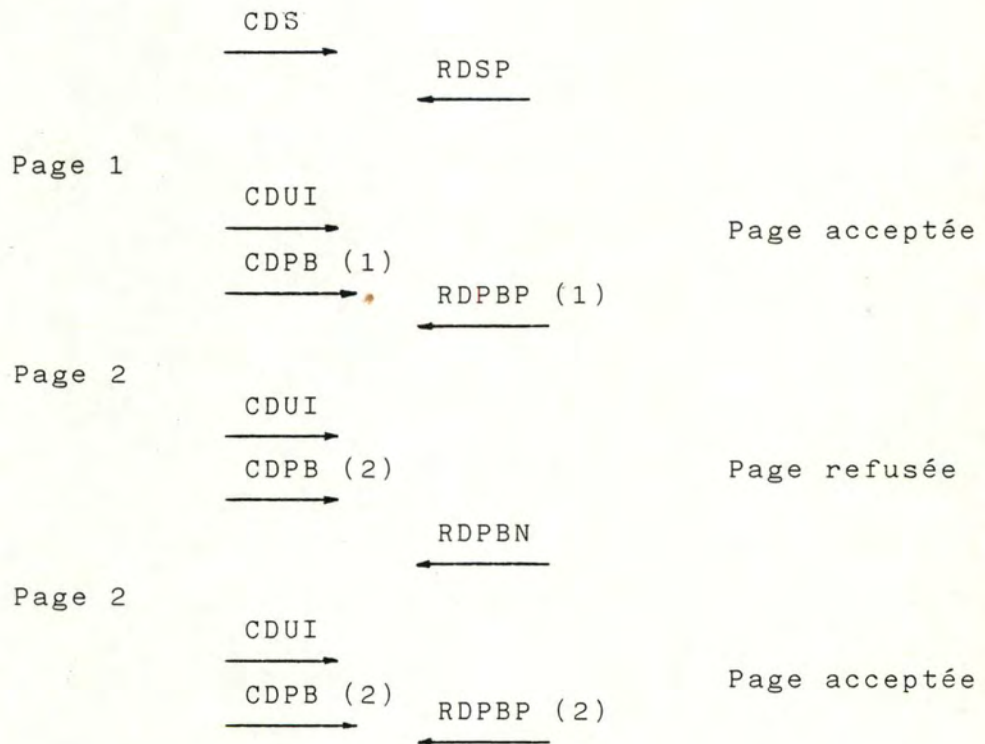 CDS
RDSP
Page 1
CDUI
Page acceptée
CDPB (1)
RDPBP (1)
Page 2
CDUI
CDPB (2)
Page refusée
RDPBN
Page 2
CDUI
Page acceptée
CDPB (2)
RDPBP (2)